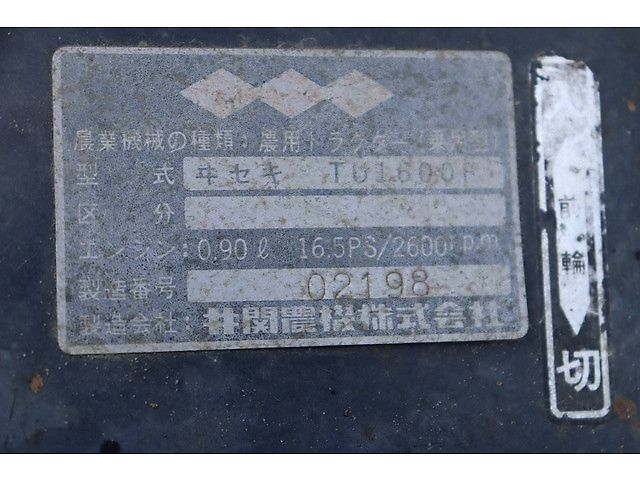 農業機械の種類：農用トラクター(乗用型)
型 式 ヰセキ TU1600F
区 分
エンジン：0.90ℓ 16.5PS/2600r.p.m
製造番号 02198
製造会社：井関農機株式会社
前輪
切